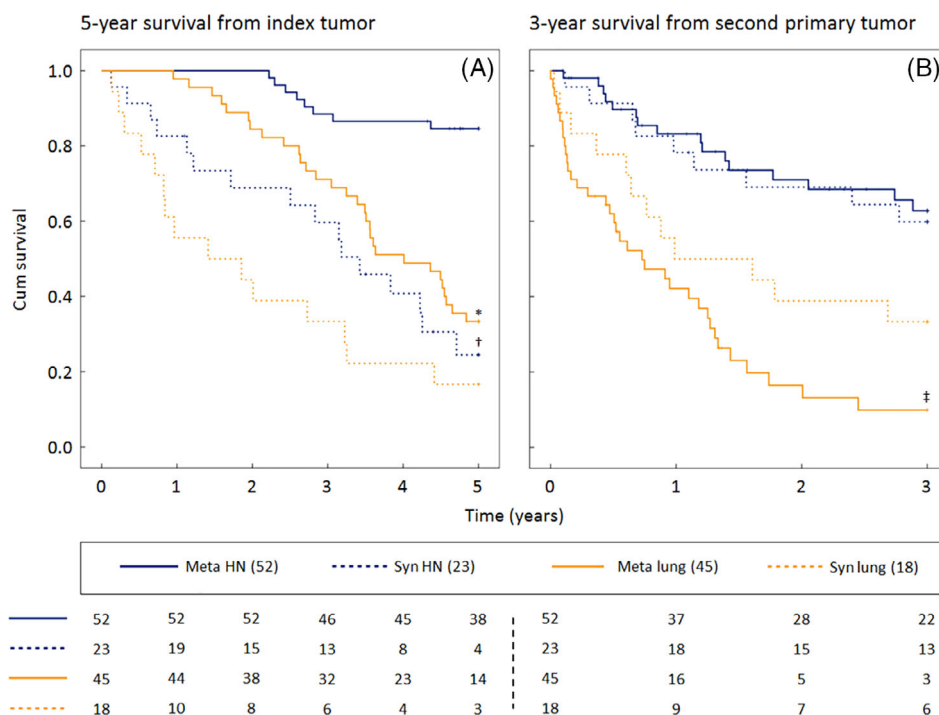 5-year survival from index tumor
3-year survival from second primary tumor
(A)
(B)
Cum survival
1.0
0.8
0.6
0.4
0.2
0.0
*
†
‡
0 1 2 3 4 5
0 1 2 3
Time (years)
Meta HN (52) Syn HN (23) Meta lung (45) Syn lung (18)
52 52 52 46 45 38 52 37 28 22
23 19 15 13 8 4 23 18 15 13
45 44 38 32 23 14 45 16 5 3
18 10 8 6 4 3 18 9 7 6